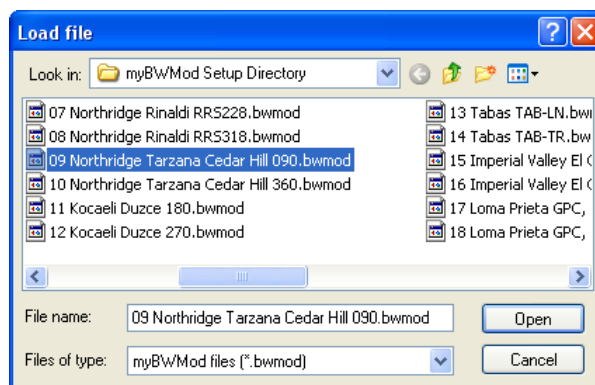 Load file
Look in: myBWMod Setup Directory
07 Northridge Rinaldi RRS228.bwmod
08 Northridge Rinaldi RRS318.bwmod
09 Northridge Tarzana Cedar Hill 090.bwmod
10 Northridge Tarzana Cedar Hill 360.bwmod
11 Kocaeli Duzce 180.bwmod
12 Kocaeli Duzce 270.bwmod
13 Tabas TAB-LN.bw
14 Tabas TAB-TR.bw
15 Imperial Valley El
16 Imperial Valley El
17 Loma Prieta GPC,
18 Loma Prieta GPC,
File name: 09 Northridge Tarzana Cedar Hill 090.bwmod Open
Files of type: myBWMod files (*.bwmod) Cancel